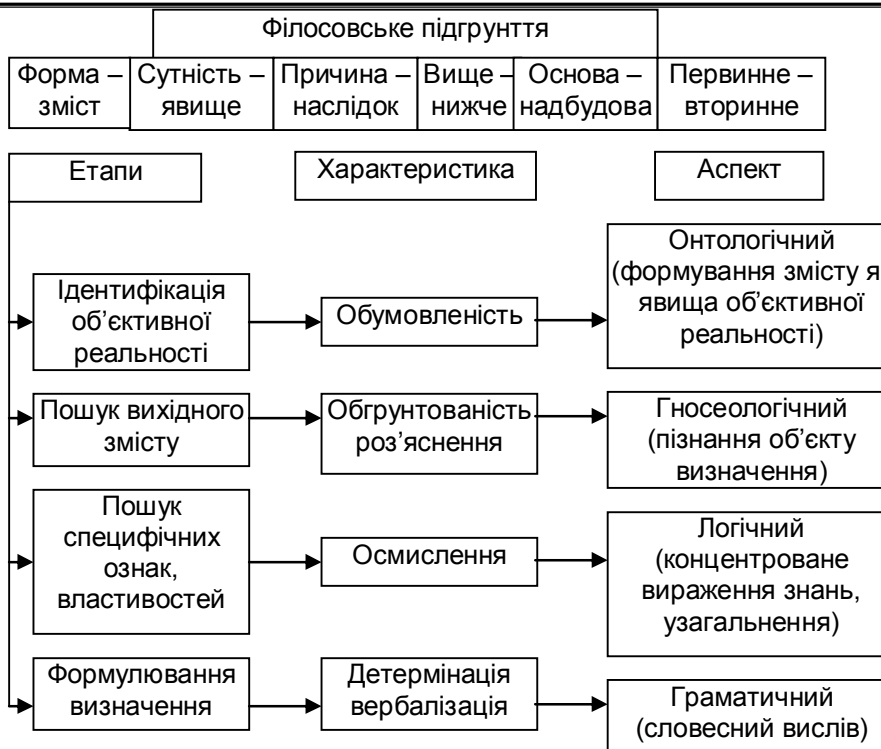 Філосовське підгрунття
Форма –
зміст
Сутність –
явище
Причина –
наслідок
Вище –
нижче
Основа –
надбудова
Первинне –
вторинне
Етапи
Характеристика
Аспект
Ідентифікація
об’єктивної
реальності
Обумовленість
Онтологічний
(формування змісту я
явища об’єктивної
реальності)
Пошук вихідного
змісту
Обгрунтованість
роз’яснення
Гносеологічний
(пізнання об’єкту
визначення)
Пошук
специфічних
ознак,
властивостей
Осмислення
Логічний
(концентроване
вираження знань,
узагальнення)
Формулювання
визначення
Детермінація
вербалізація
Граматичний
(словесний вислів)